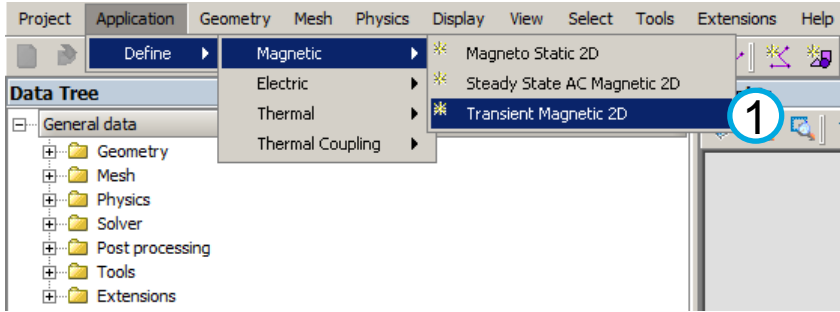 Project Application Geometry Mesh Physics Display View Select Tools Extensions Help
Define
Magnetic
Magneto Static 2D
Electric
Steady State AC Magnetic 2D
Thermal
Transient Magnetic 2D
1
Thermal Coupling
Data Tree
General data
Geometry
Mesh
Physics
Solver
Post processing
Tools
Extensions